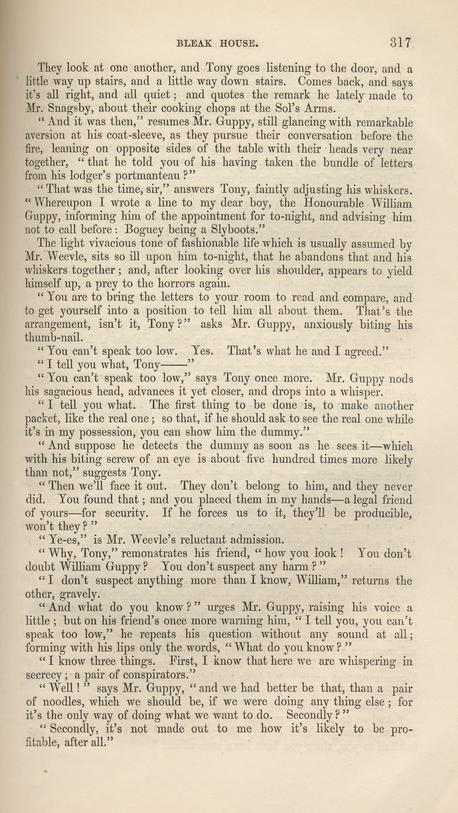 BLEAK HOUSE. 317
They look at one another, and Tony goes listening to the door, and a
little way up stairs, and a little way down stairs. Comes back, and says
it's all right, and all quiet; and quotes the remark he lately made to
Mr. Snagsby, about their cooking chops at the Sol's Arms.
"And it was then," resumes Mr. Guppy, still glancing with remarkable
aversion at his coat-sleeve, as they pursue their conversation before the
fire, leaning on opposite sides of the table with their heads very near
together, "that he told you of his having taken the bundle of letters
from his lodger's portmanteau?"
"That was the time, sir," answers Tony, faintly adjusting his whiskers.
"Whereupon I wrote a line to my dear boy, the Honourable William
Guppy, informing him of the appointment for to-night, and advising him
not to call before: Boguey being a Slyboots."
The light vivacious tone of fashionable life which is usually assumed by
Mr. Weevle, sits so ill upon him to-night, that he abandons that and his
whiskers together; and, after looking over his shoulder, appears to yield
himself up, a prey to the horrors again.
"You are to bring the letters to your room to read and compare, and
to get yourself into a position to tell him all about them. That's the
arrangement, isn't it, Tony?" asks Mr. Guppy, anxiously biting his
thumb-nail.
"You can't speak too low. Yes. That's what he and I agreed."
"I tell you what, Tony——"
"You can't speak too low," says Tony once more. Mr. Guppy nods
his sagacious head, advances it yet closer, and drops into a whisper.
"I tell you what. The first thing to be done is, to make another
packet, like the real one; so that, if he should ask to see the real one while
it's in my possession, you can show him the dummy."
"And suppose he detects the dummy as soon as he sees it—which
with his biting screw of an eye is about five hundred times more likely
than not," suggests Tony.
"Then we'll face it out. They don't belong to him, and they never
did. You found that; and you placed them in my hands—a legal friend
of yours—for security. If he forces us to it, they'll be producible,
won't they?"
"Ye-es," is Mr. Weevle's reluctant admission.
"Why, Tony," remonstrates his friend, "how you look! You don't
doubt William Guppy? You don't suspect any harm?"
"I don't suspect anything more than I know, William," returns the
other, gravely.
"And what do you know?" urges Mr. Guppy, raising his voice a
little; but on his friend's once more warning him, "I tell you, you can't
speak too low," he repeats his question without any sound at all;
forming with his lips only the words, "What do you know?"
"I know three things. First, I know that here we are whispering in
secrecy; a pair of conspirators."
"Well!" says Mr. Guppy, "and we had better be that, than a pair
of noodles, which we should be, if we were doing any thing else; for
it's the only way of doing what we want to do. Secondly?"
"Secondly, it's not made out to me how it's likely to be pro-
fitable, after all."